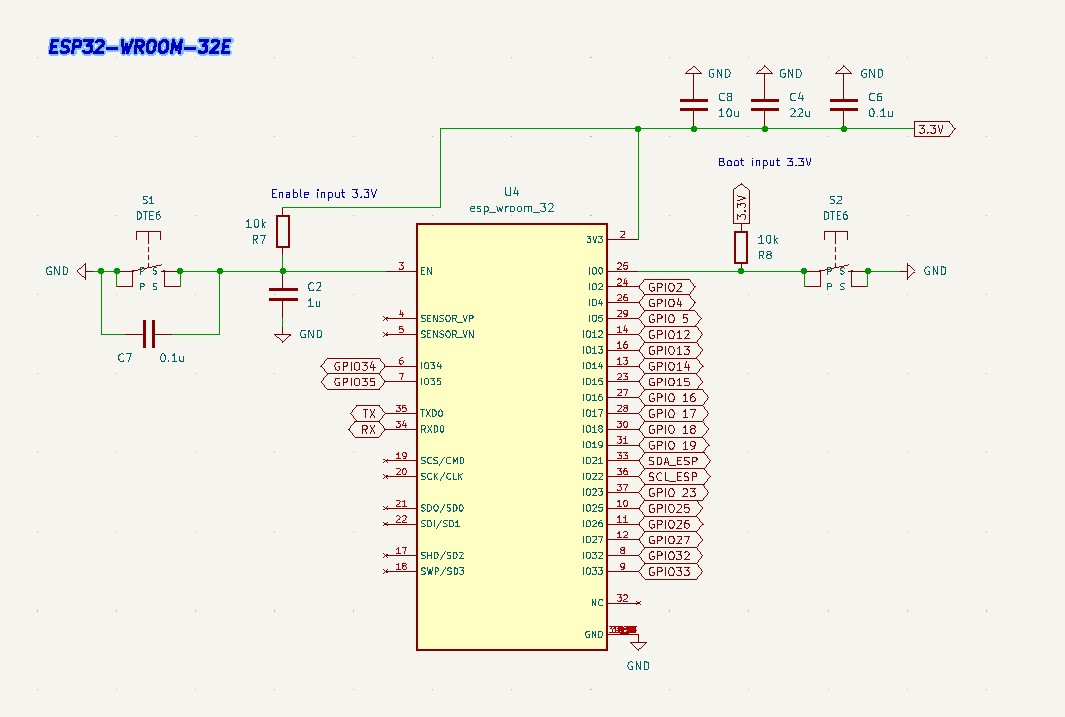 ESP32-WROOM-32E
GND GND GND
C8 C4 C6
10u 22u 0.1u
3.3V
Boot input 3.3V
Enable input 3.3V
S1
DTE6
U4
esp_wroom_32
S2
DTE6
3.3V
10k
R7
10k
R8
3V3 2
GND
P S
P S
3 EN
IO0 25
P S
P S
GND
C2
1u
GND
C7 0.1u
IO2 24 GPIO2
IO4 26 GPIO4
4 SENSOR_VP
IO5 29 GPIO 5
5 SENSOR_VN
IO12 14 GPIO12
IO13 16 GPIO13
GPIO34 6 IO34
IO14 13 GPIO14
GPIO35 7 IO35
IO15 23 GPIO15
IO16 27 GPIO 16
TX 35 TXD0
IO17 28 GPIO 17
RX 34 RXD0
IO18 30 GPIO 18
IO19 31 GPIO 19
19 SCS/CMD
IO21 33 SDA_ESP
20 SCK/CLK
IO22 36 SCL_ESP
IO23 37 GPIO 23
21 SDO/SD0
IO25 10 GPIO25
22 SDI/SD1
IO26 11 GPIO26
IO27 12 GPIO27
17 SHD/SD2
IO32 8 GPIO32
18 SWP/SD3
IO33 9 GPIO33
NC 32
GND
GND